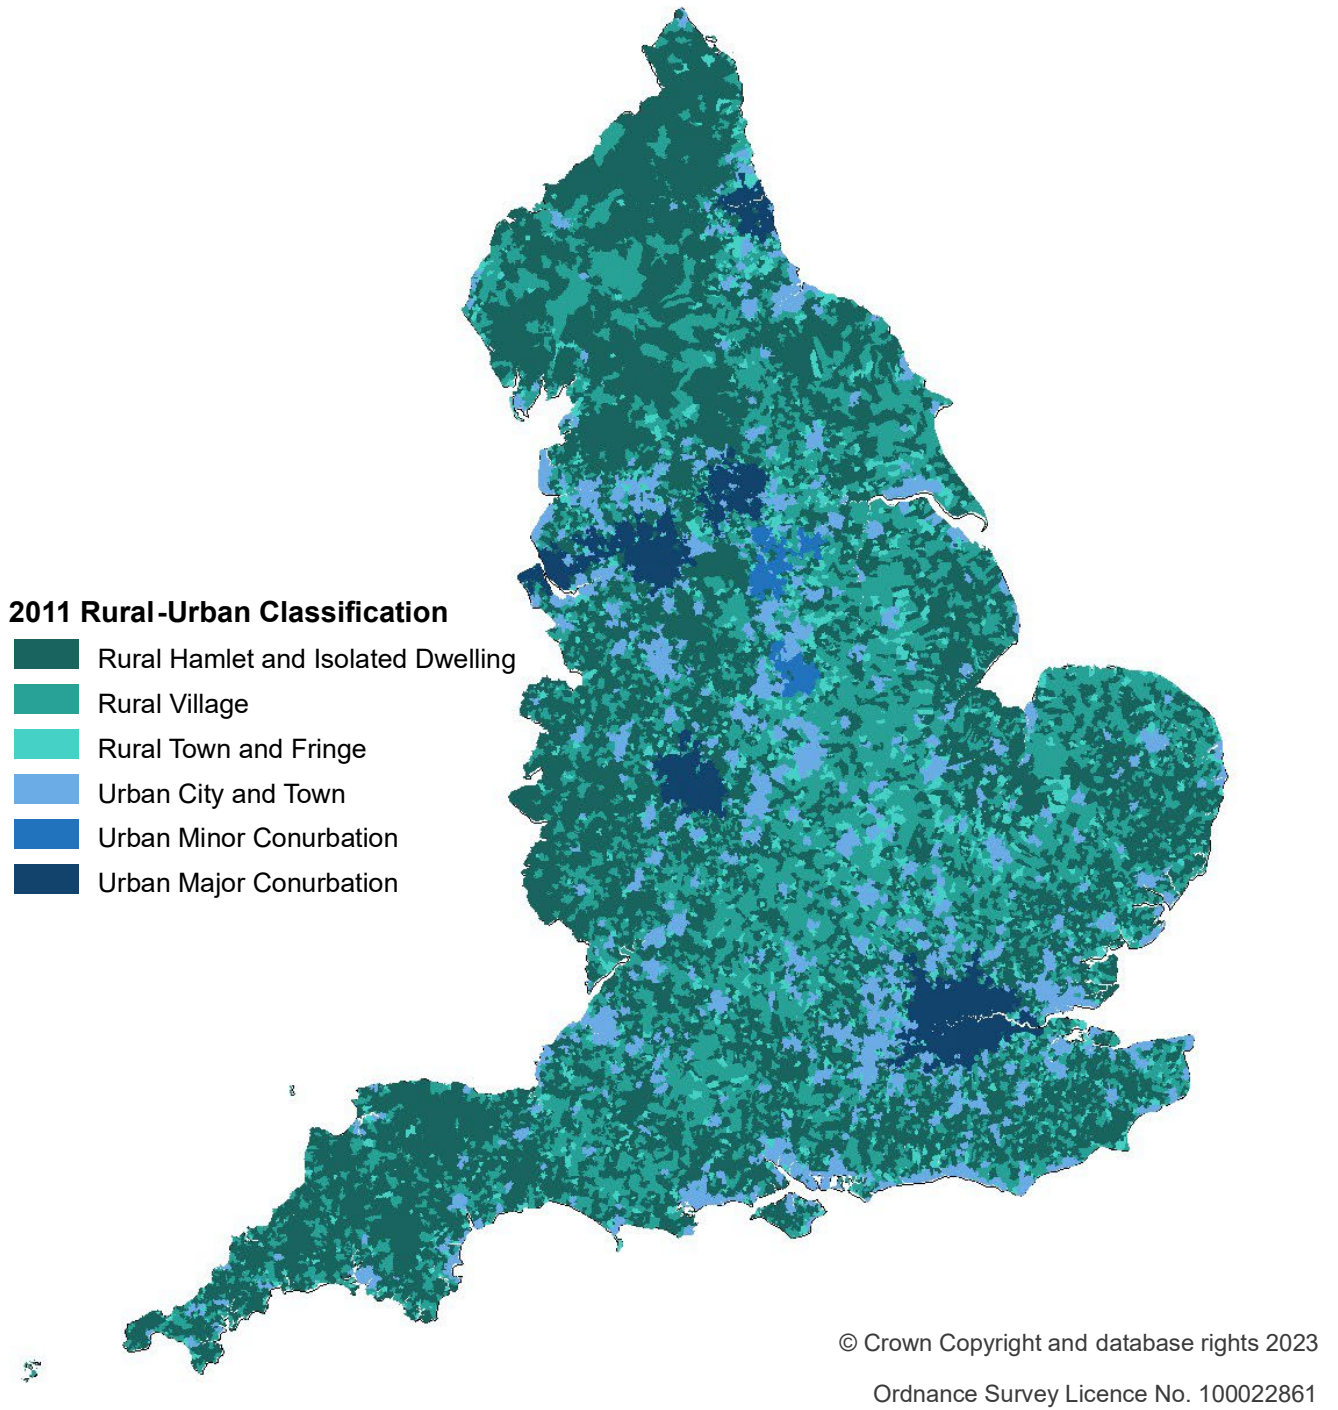 2011 Rural-Urban Classification
Rural Hamlet and Isolated Dwelling
Rural Village
Rural Town and Fringe
Urban City and Town
Urban Minor Conurbation
Urban Major Conurbation
© Crown Copyright and database rights 2023
Ordnance Survey Licence No. 100022861